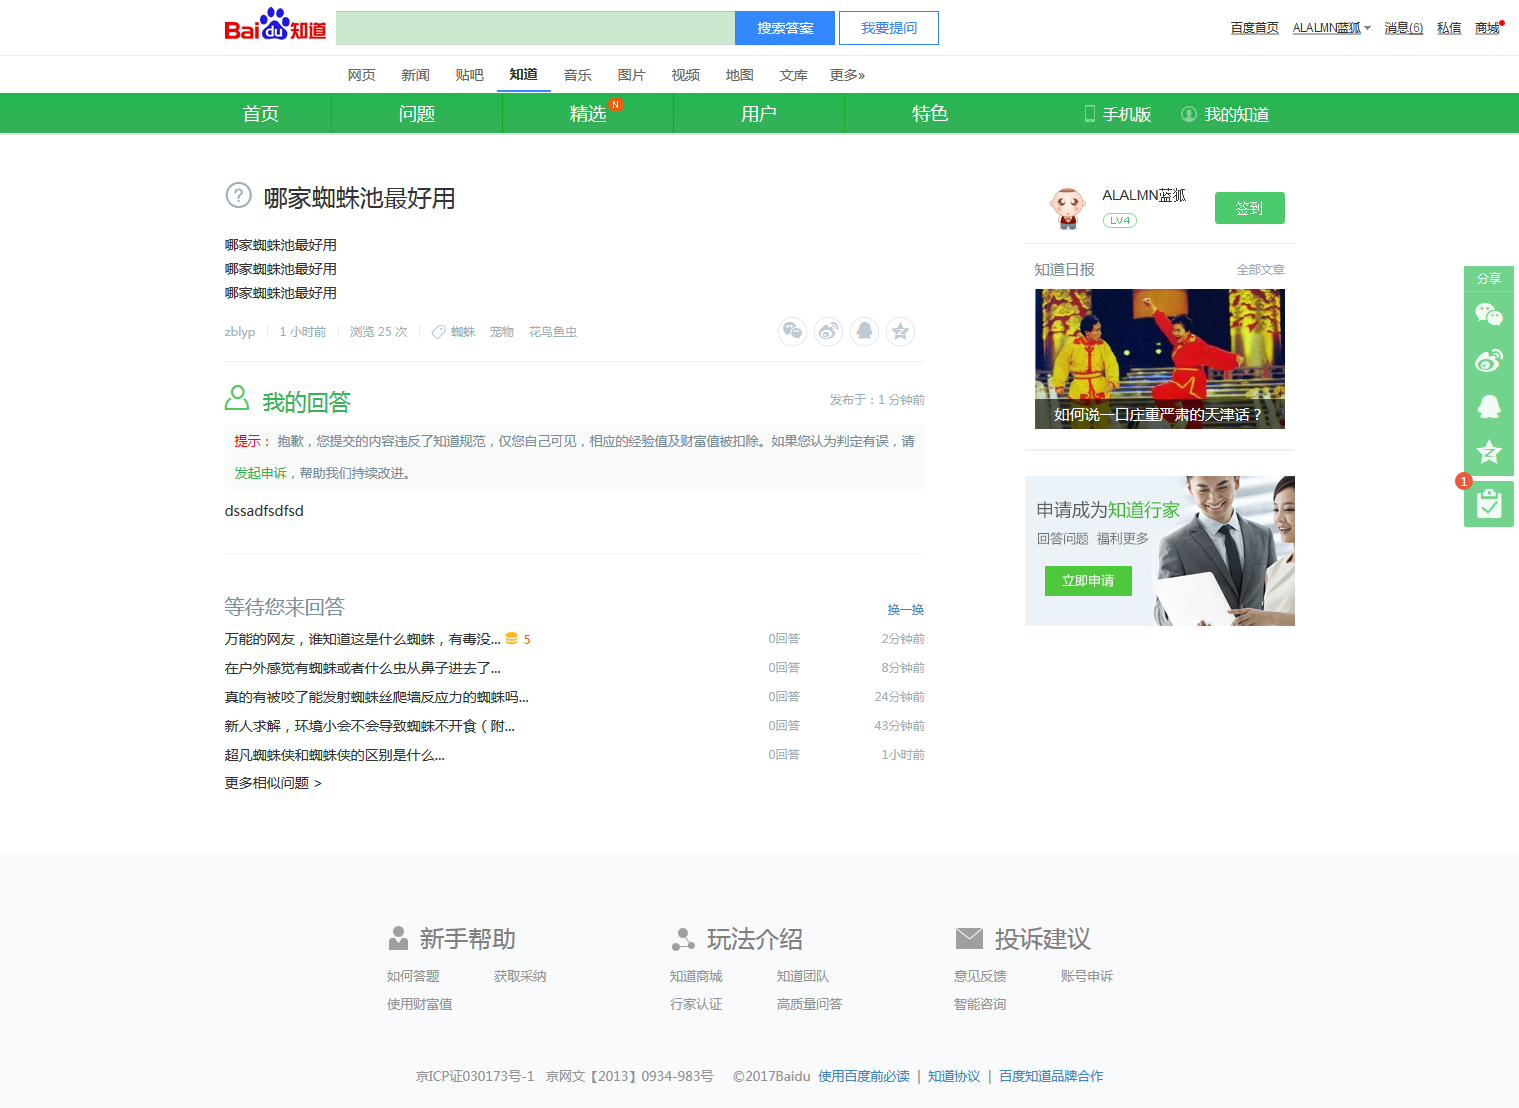 Bai du 知道
搜索答案
我要提问
百度首页
ALALMN蓝狐
消息(6)
私信
商城
网页
新闻
贴吧
知道
音乐
图片
视频
地图
文库
更多»
首页
问题
精选
N
用户
特色
手机版
我的知道
哪家蜘蛛池最好用
哪家蜘蛛池最好用
哪家蜘蛛池最好用
哪家蜘蛛池最好用
zblyp
1 小时前
浏览 25 次
蜘蛛
宠物
花鸟鱼虫
我的回答
发布于：1 分钟前
提示： 抱歉，您提交的内容违反了知道规范，仅您自己可见，相应的经验值及财富值被扣除。如果您认为判定有误，请
发起申诉，帮助我们持续改进。
dssadfsdfsd
等待您来回答
换一换
万能的网友，谁知道这是什么蜘蛛，有毒没... 5 0回答 2分钟前
在户外感觉有蜘蛛或者什么虫从鼻子进去了... 0回答 8分钟前
真的有被咬了能发射蜘蛛丝爬墙反应力的蜘蛛吗... 0回答 24分钟前
新人求解，环境小会不会导致蜘蛛不开食（附... 0回答 43分钟前
超凡蜘蛛侠和蜘蛛侠的区别是什么... 0回答 1小时前
更多相似问题 >
ALALMN蓝狐
LV4
签到
知道日报
全部文章
如何说一口庄重严肃的天津话？
申请成为知道行家
回答问题 福利更多
立即申请
分享
1
新手帮助
如何答题
获取采纳
使用财富值
玩法介绍
知道商城
知道团队
行家认证
高质量问答
投诉建议
意见反馈
账号申诉
智能咨询
京ICP证030173号-1 京网文【2013】0934-983号 ©2017Baidu 使用百度前必读 | 知道协议 | 百度知道品牌合作